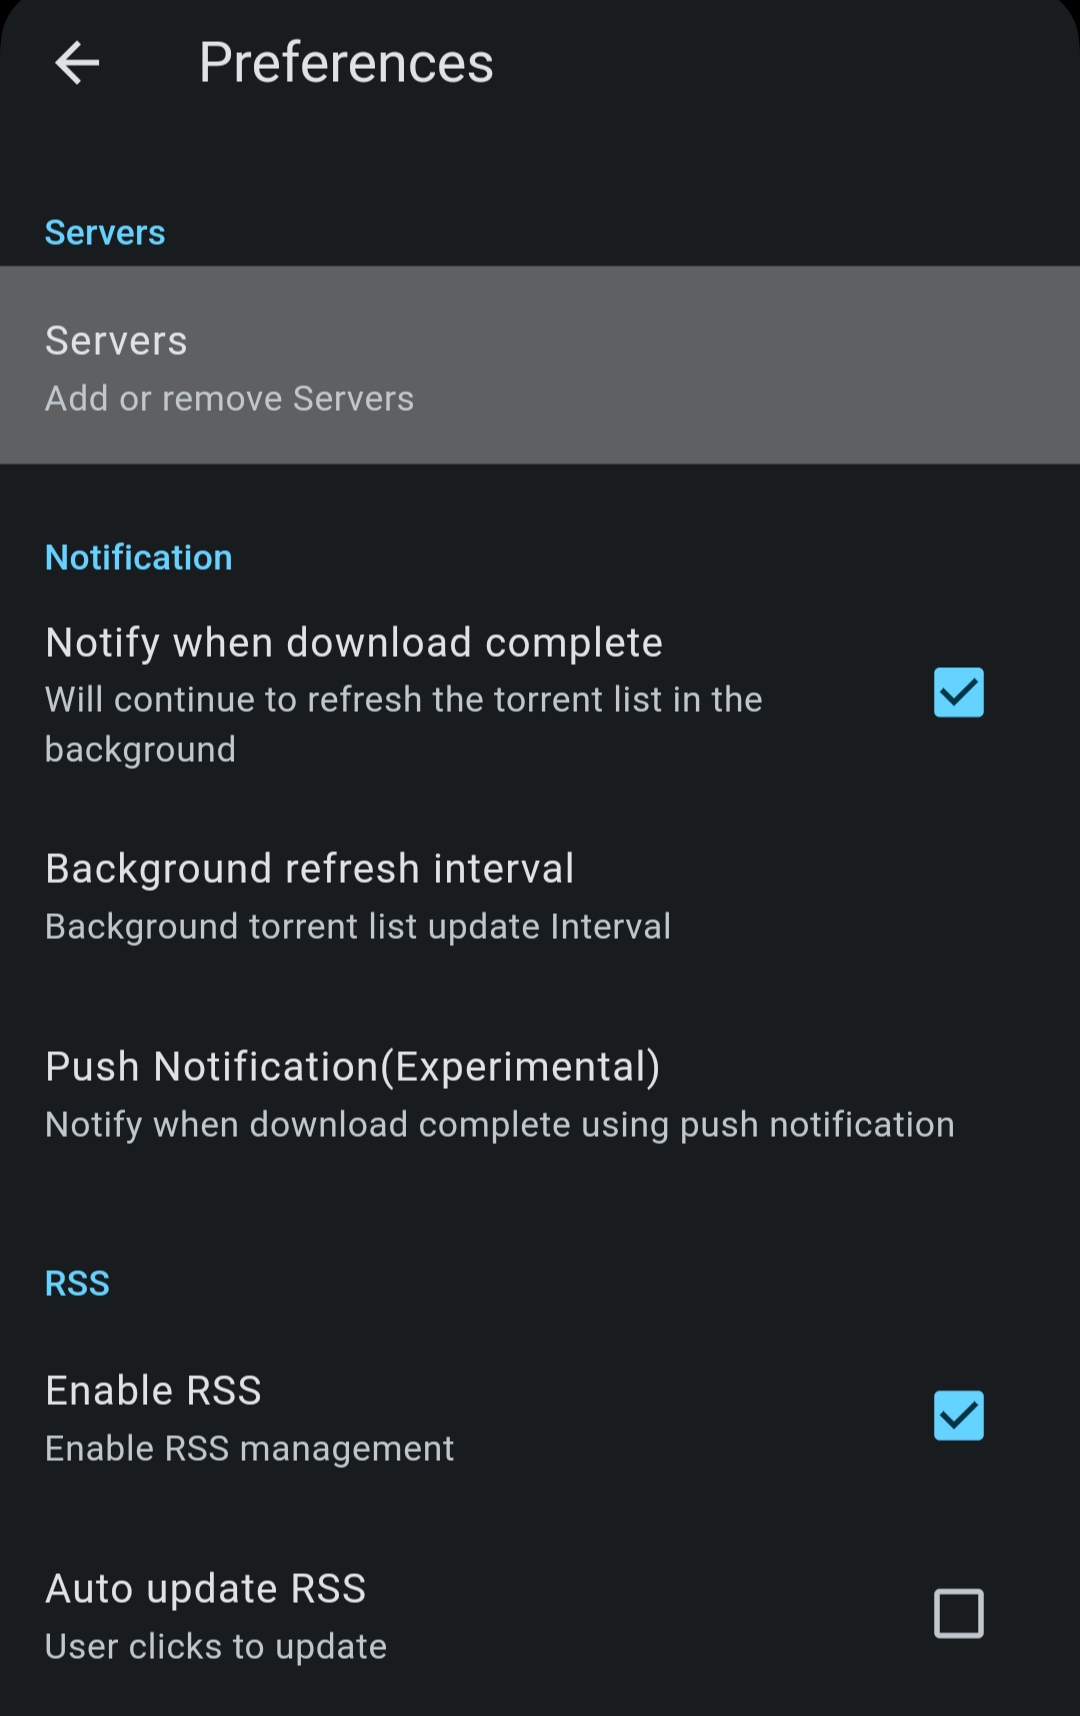 Preferences
Servers
Servers
Add or remove Servers
Notification
Notify when download complete
Will continue to refresh the torrent list in the
background
Background refresh interval
Background torrent list update Interval
Push Notification(Experimental)
Notify when download complete using push notification
RSS
Enable RSS
Enable RSS management
Auto update RSS
User clicks to update